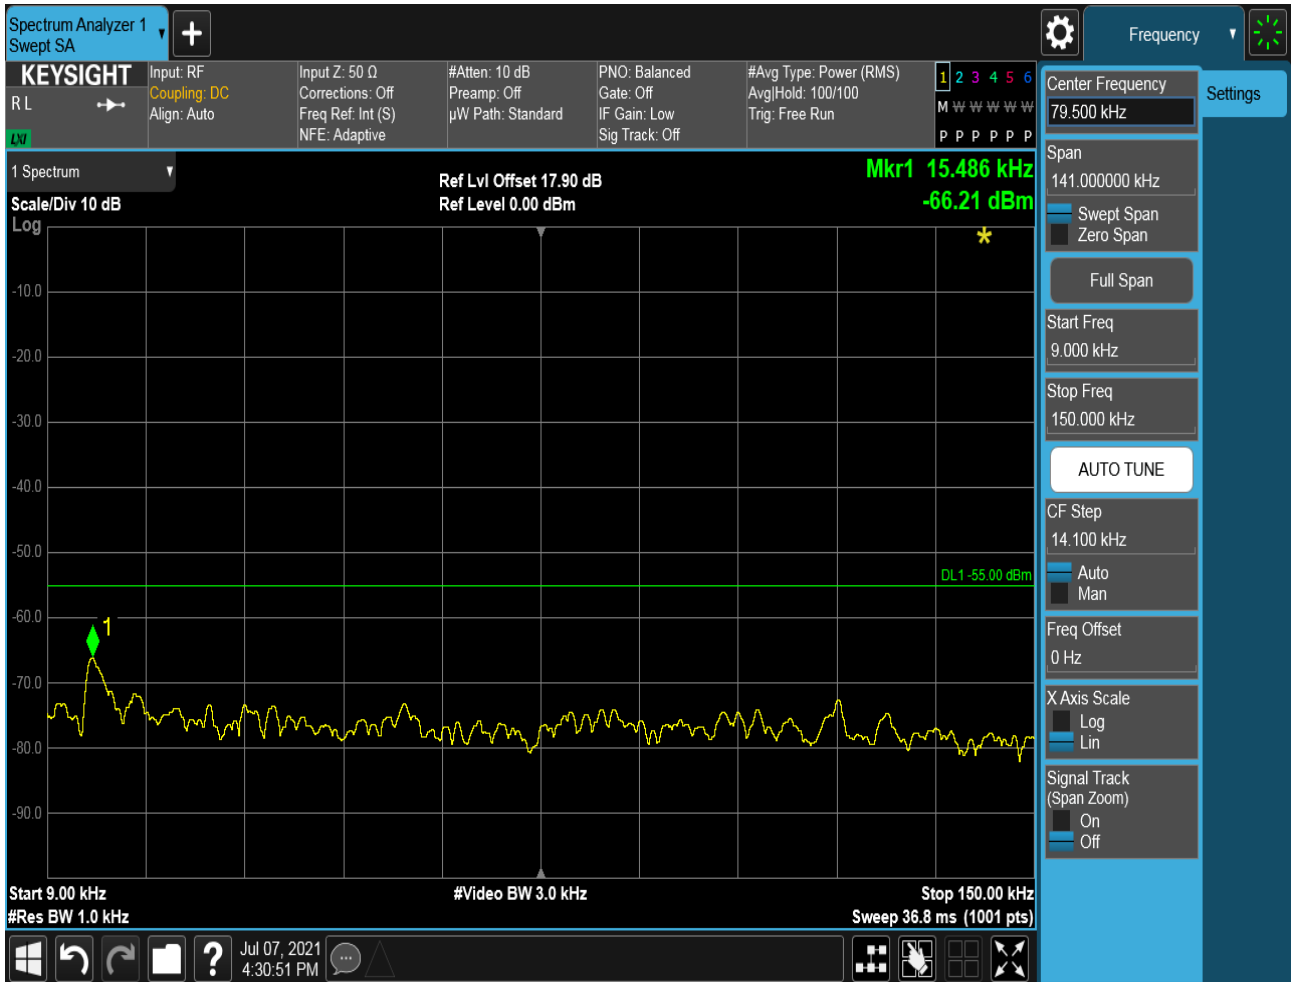 Spectrum Analyzer 1
Swept SA
Frequency
KEYSIGHT
R L
LXI
Input: RF
Coupling: DC
Align: Auto
Input Z: 50 Ω
Corrections: Off
Freq Ref: Int (S)
NFE: Adaptive
#Atten: 10 dB
Preamp: Off
µW Path: Standard
PNO: Balanced
Gate: Off
IF Gain: Low
Sig Track: Off
#Avg Type: Power (RMS)
Avg|Hold: 100/100
Trig: Free Run
1 2 3 4 5 6
M W W W W W
P P P P P P
1 Spectrum
Scale/Div 10 dB
Log
Ref Lvl Offset 17.90 dB
Ref Level 0.00 dBm
Mkr1 15.486 kHz
-66.21 dBm
-10.0
-20.0
-30.0
-40.0
-50.0
DL1 -55.00 dBm
-60.0
1
-70.0
-80.0
-90.0
Start 9.00 kHz
#Video BW 3.0 kHz
Stop 150.00 kHz
#Res BW 1.0 kHz
Sweep 36.8 ms (1001 pts)
?
Jul 07, 2021
4:30:51 PM
Center Frequency
79.500 kHz
Settings
Span
141.000000 kHz
Swept Span
Zero Span
Full Span
Start Freq
9.000 kHz
Stop Freq
150.000 kHz
AUTO TUNE
CF Step
14.100 kHz
Auto
Man
Freq Offset
0 Hz
X Axis Scale
Log
Lin
Signal Track
(Span Zoom)
On
Off